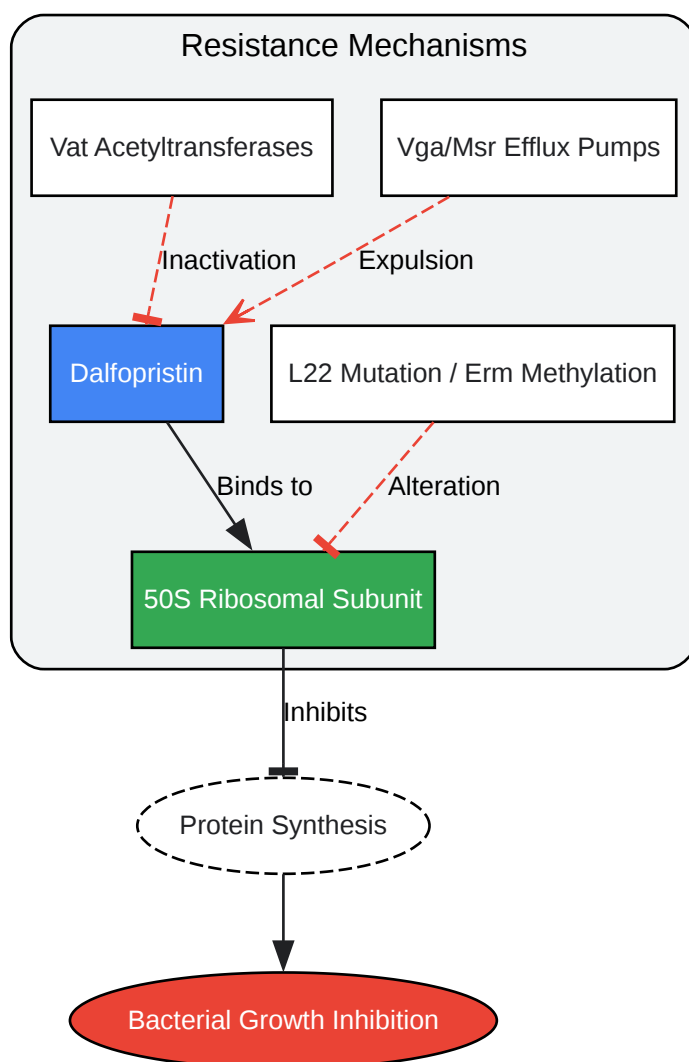 Resistance Mechanisms
Vat Acetyltransferases
Vga/Msr Efflux Pumps
Inactivation
Expulsion
Dalfopristin
L22 Mutation / Erm Methylation
Binds to
Alteration
50S Ribosomal Subunit
Inhibits
Protein Synthesis
Bacterial Growth Inhibition